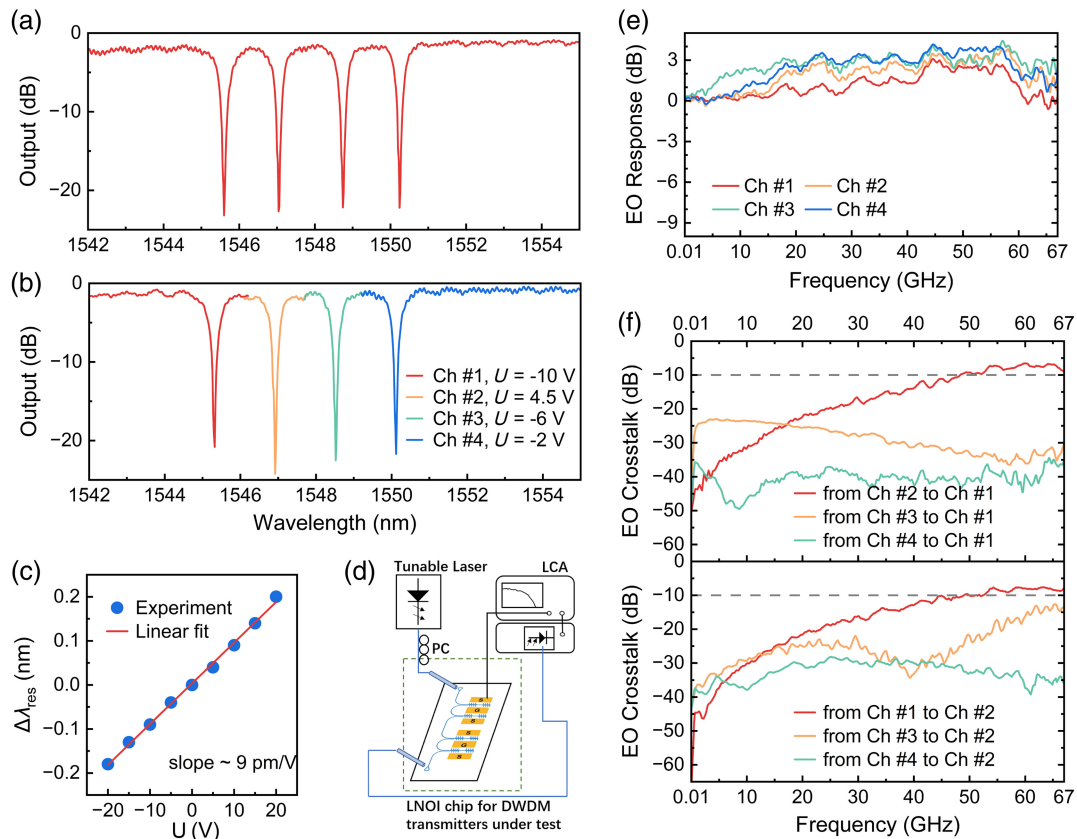 (a)
0
−10
−20
Output (dB)
1542 1544 1546 1548 1550 1552 1554
(b)
0
−10
−20
Output (dB)
Ch #1, U = -10 V
Ch #2, U = 4.5 V
Ch #3, U = -6 V
Ch #4, U = -2 V
1542 1544 1546 1548 1550 1552 1554
Wavelength (nm)
(c)
0.2
0.1
0.0
−0.1
−0.2
Δλres (nm)
Experiment
Linear fit
slope ~ 9 pm/V
−20 −10 0 10 20
U (V)
(d)
Tunable Laser
LCA
PC
S
G
S
S
G
S
LNOI chip for DWDM
transmitters under test
(e)
3
0
−3
−6
−9
EO Response (dB)
Ch #1 Ch #2
Ch #3 Ch #4
0.01 10 20 30 40 50 60 67
Frequency (GHz)
(f)
0.01 10 20 30 40 50 60 67
0
−10
−20
−30
−40
−50
−60
EO Crosstalk (dB)
from Ch #2 to Ch #1
from Ch #3 to Ch #1
from Ch #4 to Ch #1
0
−10
−20
−30
−40
−50
−60
EO Crosstalk (dB)
from Ch #1 to Ch #2
from Ch #3 to Ch #2
from Ch #4 to Ch #2
0.01 10 20 30 40 50 60 67
Frequency (GHz)